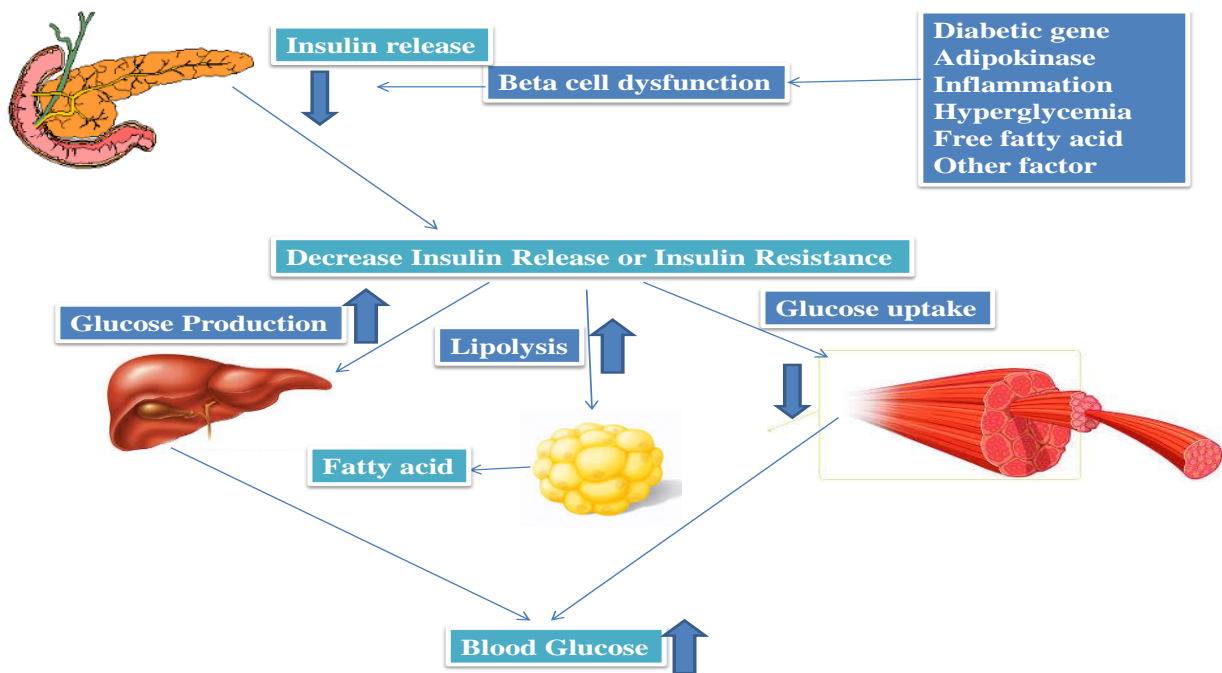 Insulin release
Beta cell dysfunction
Diabetic gene
Adipokinase
Inflammation
Hyperglycemia
Free fatty acid
Other factor
Decrease Insulin Release or Insulin Resistance
Glucose Production
Lipolysis
Glucose uptake
Fatty acid
Blood Glucose